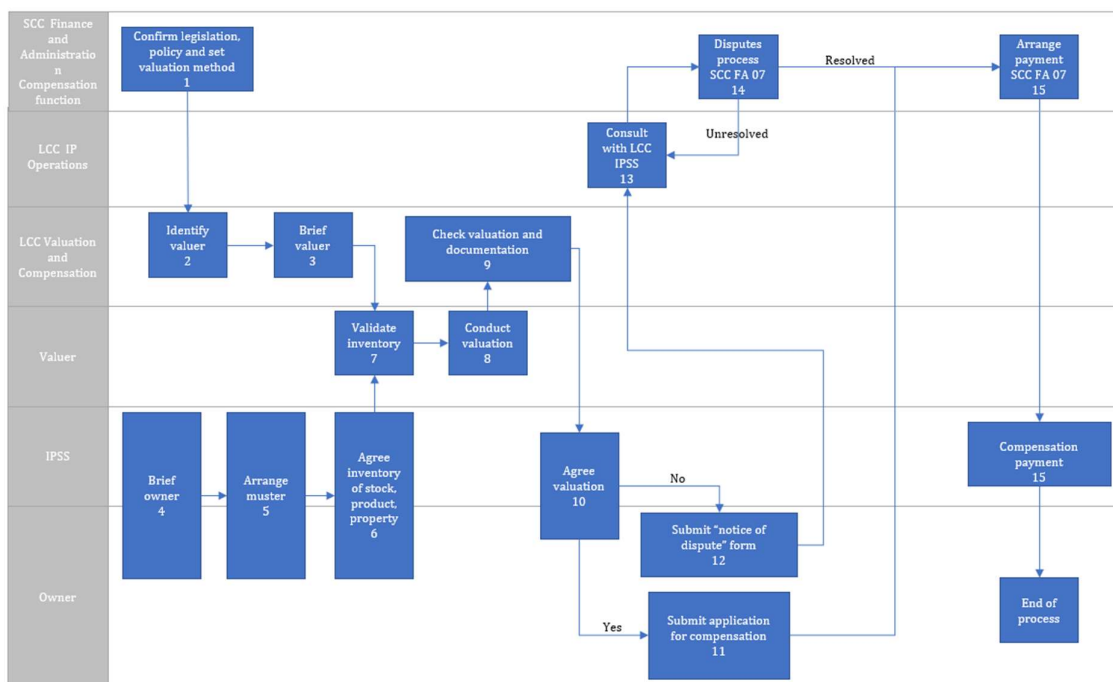 SCC Finance
and
Administratio
n
Compensation
function
Confirm legislation,
policy and set
valuation method
1
Disputes
process
SCC FA 07
14
Resolved
Arrange
payment
SCC FA 07
15
LCC IP
Operations
Consult
with LCC
IPSS
13
Unresolved
LCC Valuation
and
Compensation
Identify
valuer
2
Brief
valuer
3
Check valuation and
documentation
9
Valuer
Validate
inventory
7
Conduct
valuation
8
IPSS
Brief
owner
4
Arrange
muster
5
Agree
inventory
of stock,
product,
property
6
Agree
valuation
10
No
Compensation
payment
15
Owner
Submit “notice of
dispute” form
12
Yes
Submit application
for compensation
11
End of
process